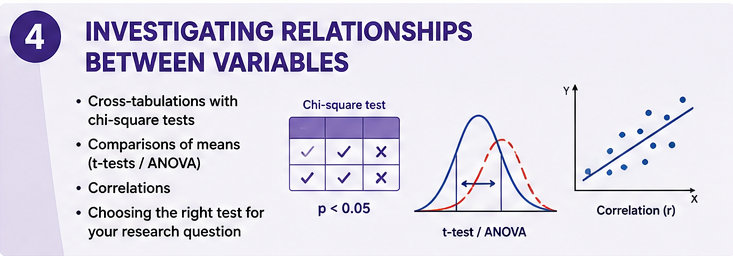 4
INVESTIGATING RELATIONSHIPS
BETWEEN VARIABLES
• Cross-tabulations with
chi-square tests
• Comparisons of means
(t-tests / ANOVA)
• Correlations
• Choosing the right test for
your research question
Chi-square test
p < 0.05
t-test / ANOVA
Y
X
Correlation (r)